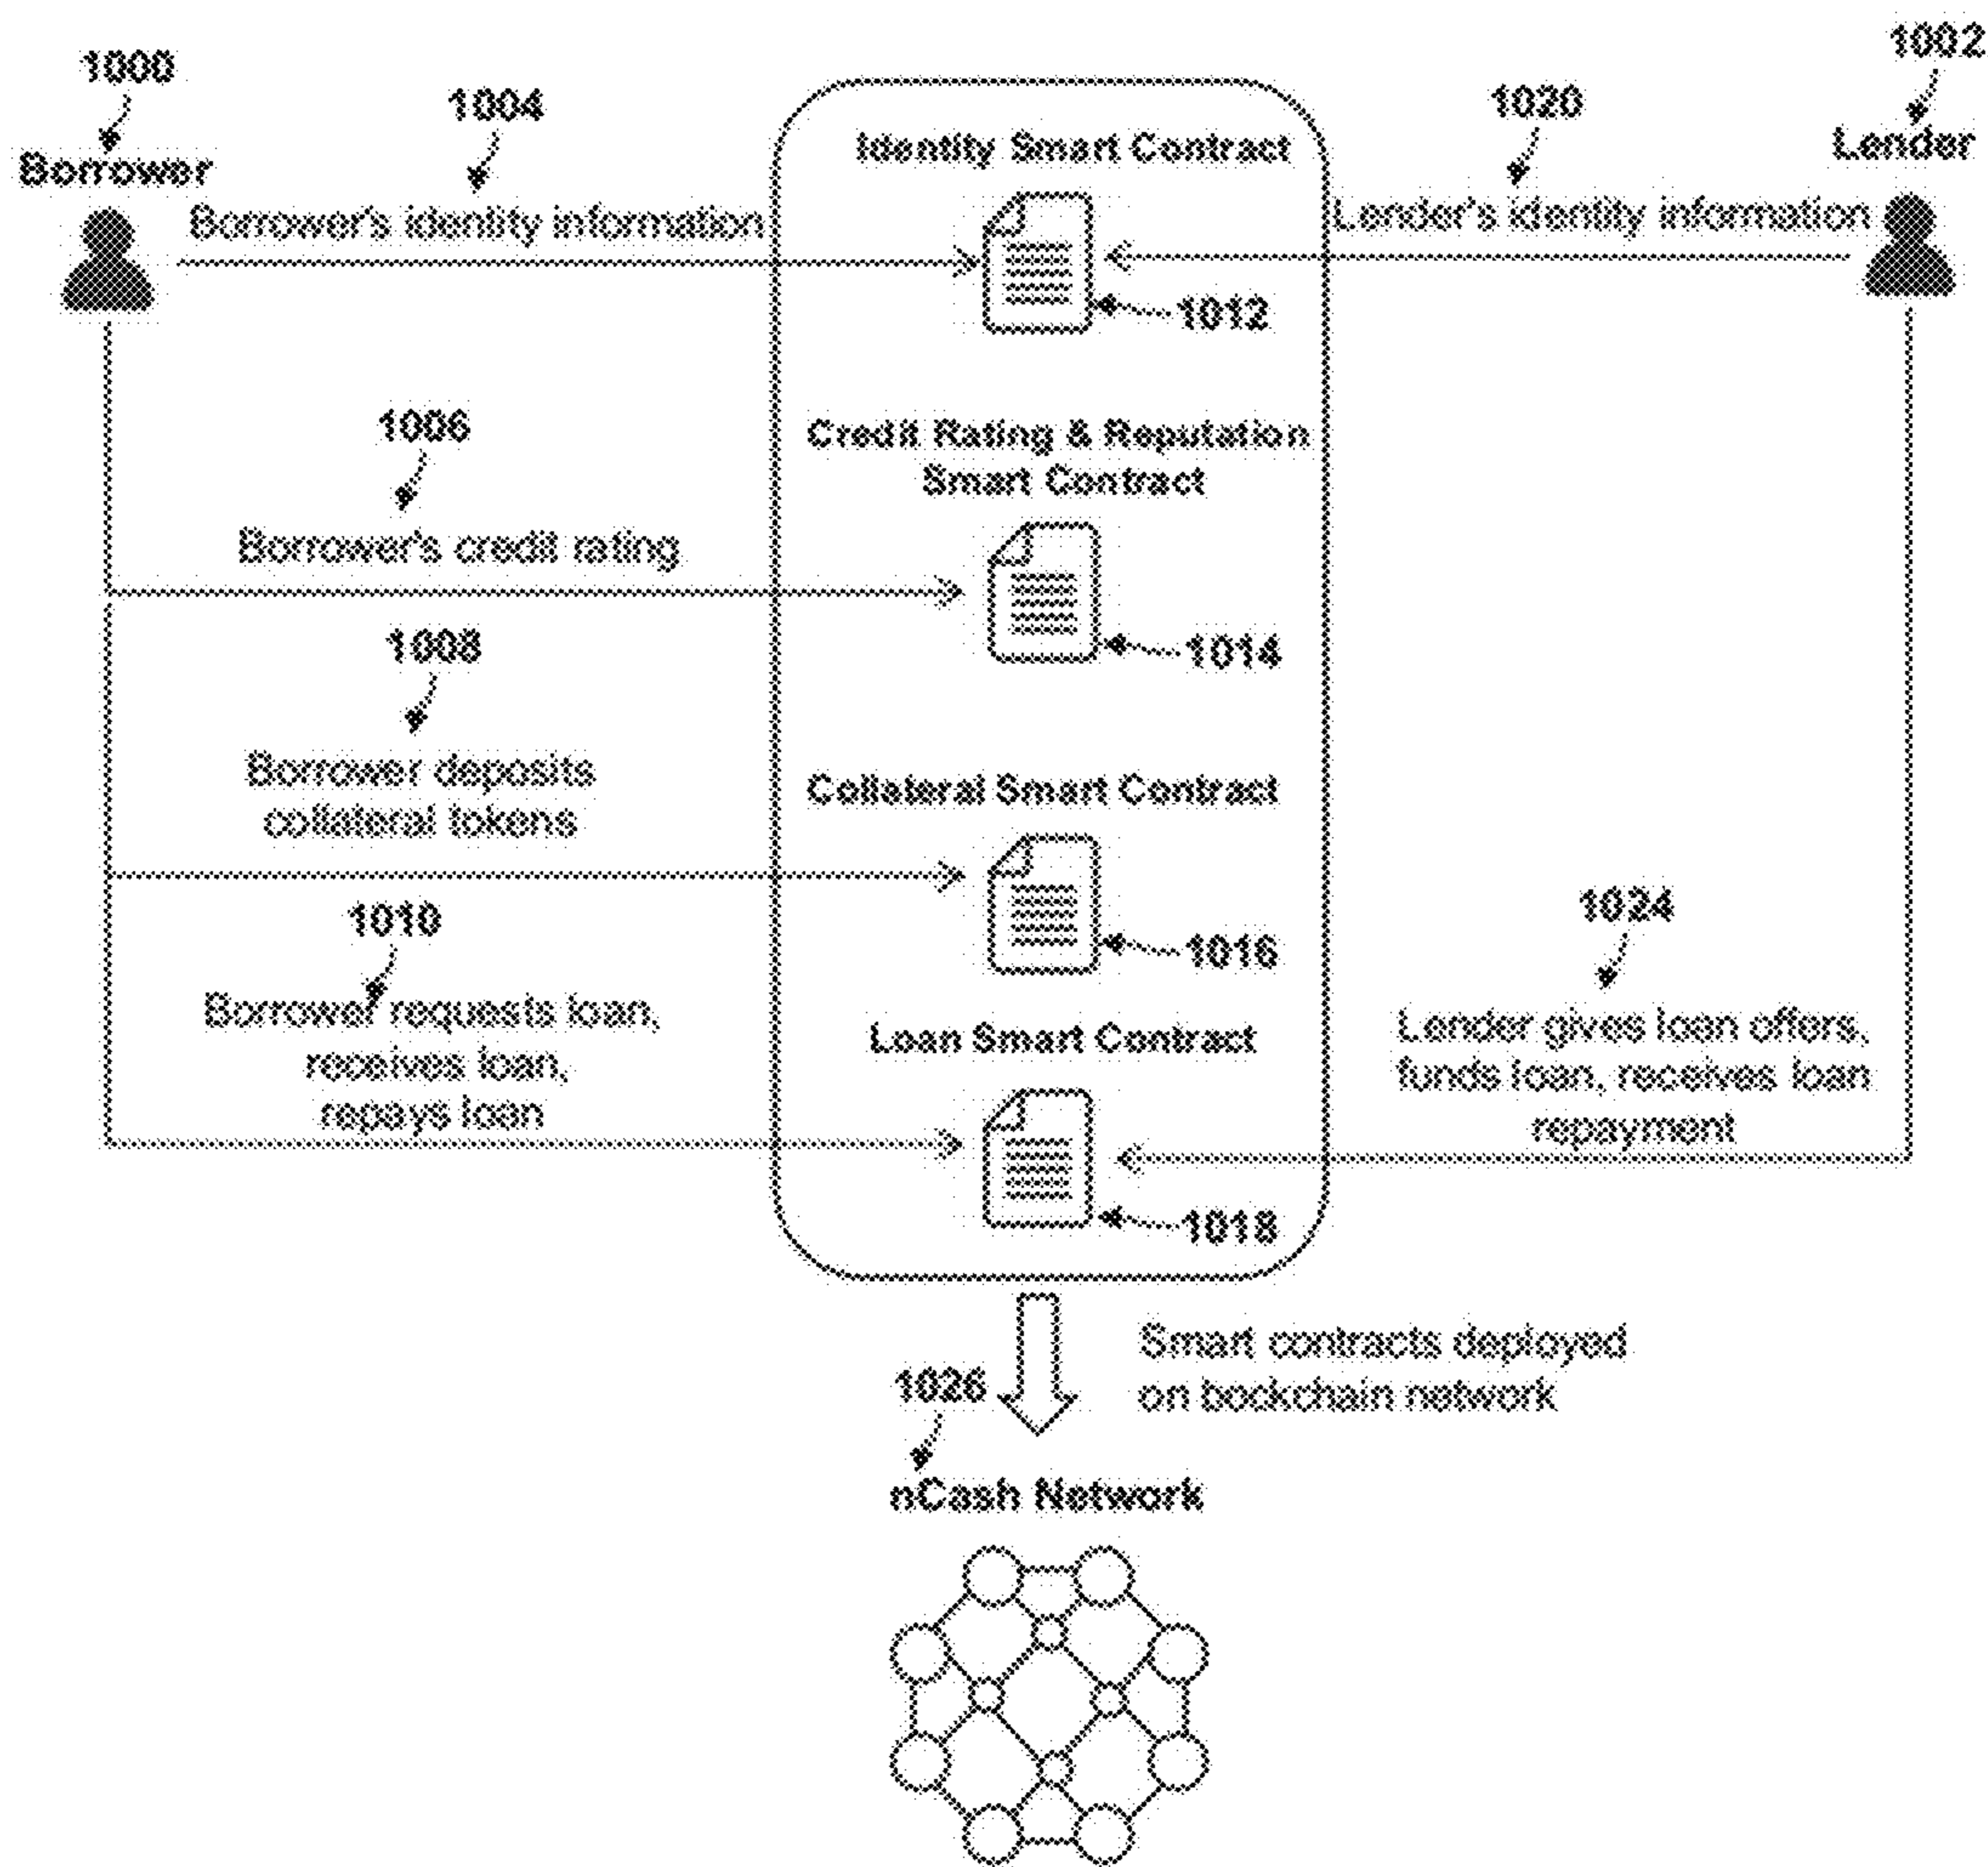 1000
1002
1004
1020
Borrower
Identity Smart Contract
Lender
Borrower's identity information
Lender's identity information
1012
1006
Credit Rating & Reputation
Smart Contract
Borrower's credit rating
1008
1014
Borrower deposits
collateral tokens
Collateral Smart Contract
1010
1016
1024
Borrower requests loan,
receives loan,
repays loan
Loan Smart Contract
Lender gives loan offers,
funds loan, receives loan
repayment
1018
Smart contracts deployed
on bockchain network
1026
nCash Network